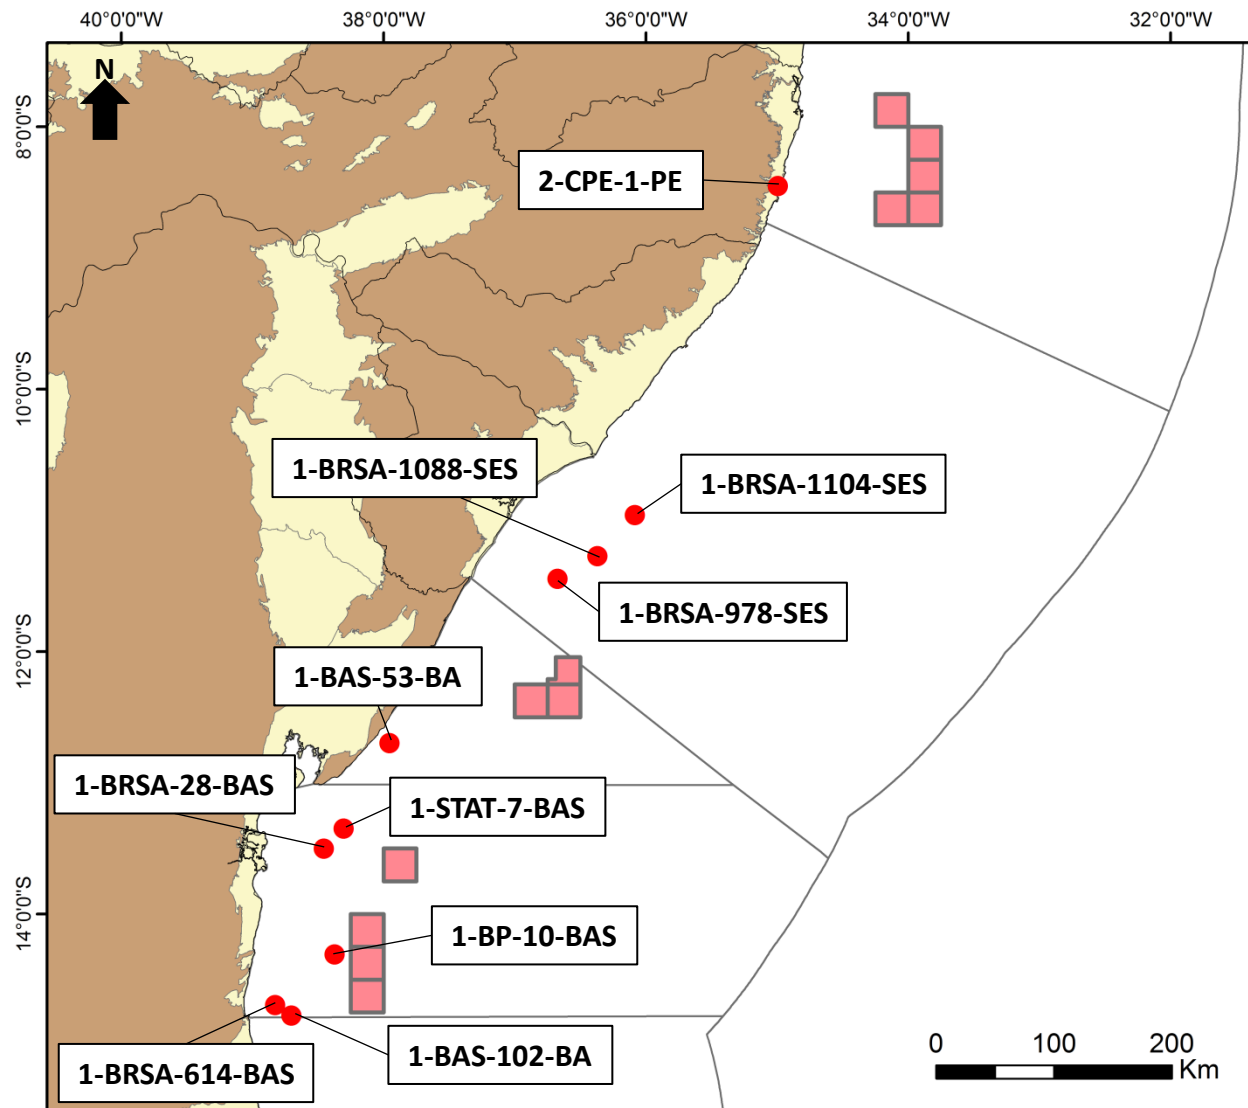 40°0'0"W 38°0'0"W 36°0'0"W 34°0'0"W 32°0'0"W
N
8°0'0"S
2-CPE-1-PE
10°0'0"S
1-BRSA-1088-SES
1-BRSA-1104-SES
1-BRSA-978-SES
12°0'0"S
1-BAS-53-BA
1-BRSA-28-BAS
1-STAT-7-BAS
14°0'0"S
1-BP-10-BAS
1-BAS-102-BA
1-BRSA-614-BAS
0 100 200
Km